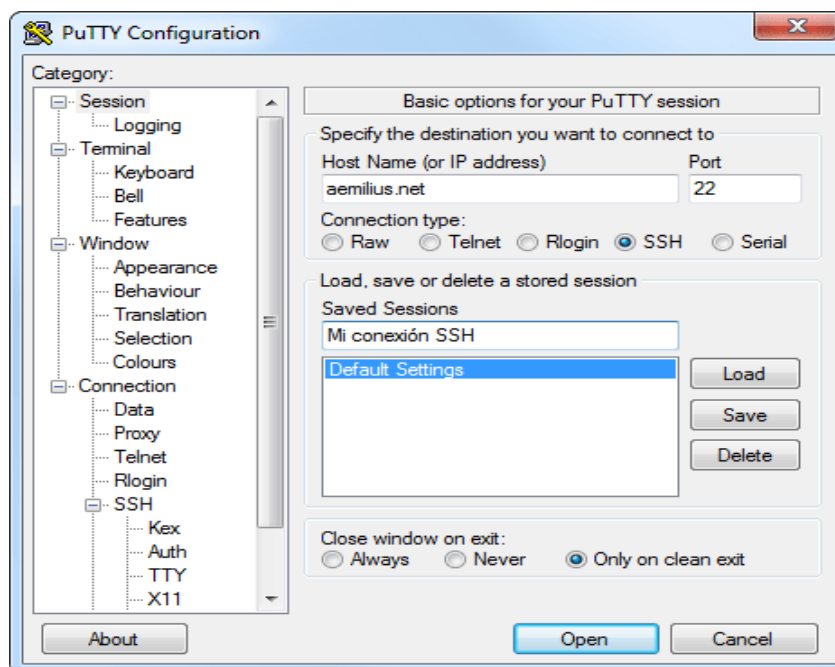 PuTTY Configuration
Category:
Session
Logging
Terminal
Keyboard
Bell
Features
Window
Appearance
Behaviour
Translation
Selection
Colours
Connection
Data
Proxy
Telnet
Rlogin
SSH
Kex
Auth
TTY
X11
Basic options for your PuTTY session
Specify the destination you want to connect to
Host Name (or IP address) Port
aemilius.net 22
Connection type:
Raw Telnet Rlogin SSH Serial
Load, save or delete a stored session
Saved Sessions
Mi conexión SSH
Default Settings
Load
Save
Delete
Close window on exit:
Always Never Only on clean exit
About Open Cancel